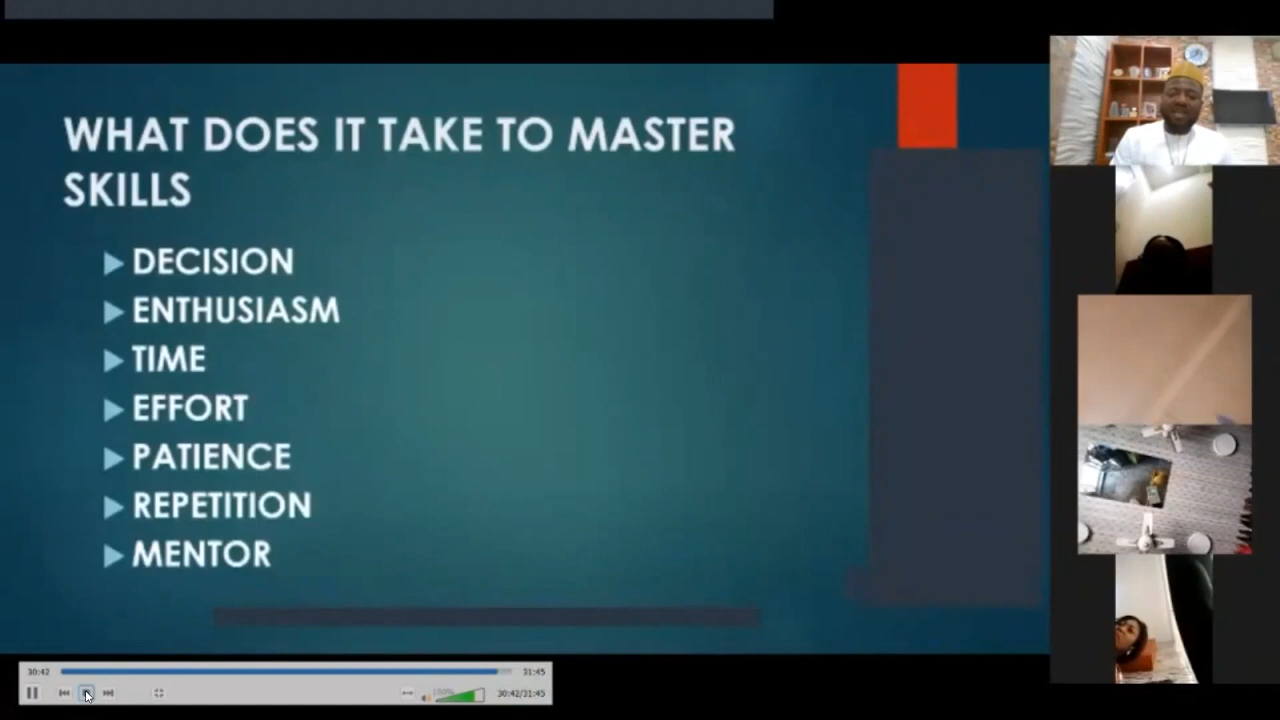 WHAT DOES IT TAKE TO MASTER
SKILLS
DECISION
ENTHUSIASM
TIME
EFFORT
PATIENCE
REPETITION
MENTOR
30:42
31:45
100%
30:42/31:45